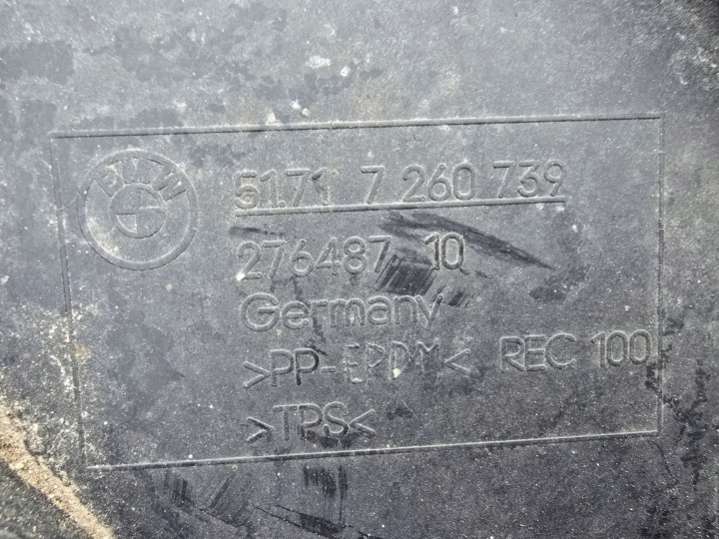 BMW
51.71 7 260 739
276487 10
Germany
>PP-EPDM< REC 100
>TPS<